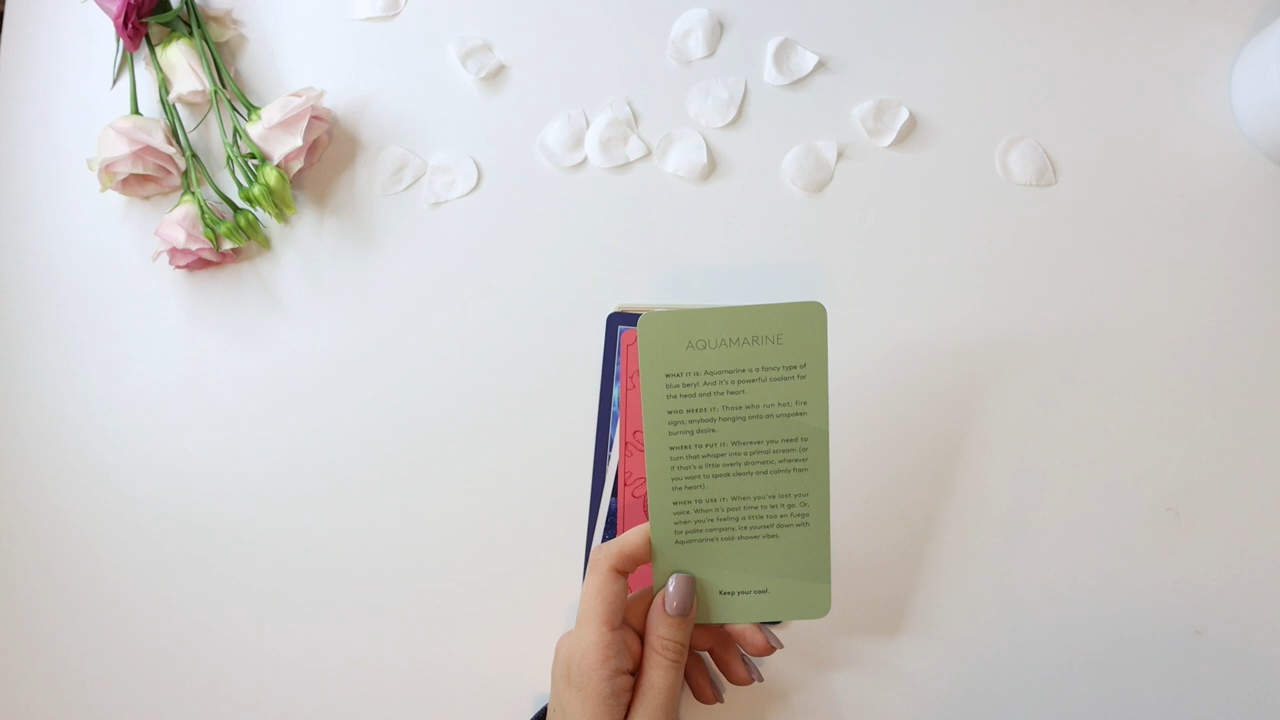 AQUAMARINE
WHAT IT IS: Aquamarine is a fancy type of
blue beryl. And it's a powerful coolant for
the head and the heart.
WHO NEEDS IT: Those who run hot; fire
signs; anybody hanging onto an unspoken
burning desire.
WHERE TO PUT IT: Wherever you need to
turn that whisper into a primal scream (or
if that's a little overly dramatic, wherever
you want to speak clearly and calmly from
the heart).
WHEN TO USE IT: When you've lost your
voice. When it's past time to let it go. Or,
when you're feeling a little too en fuego
for polite company, ice yourself down with
Aquamarine's cold-shower vibes.
Keep your cool.